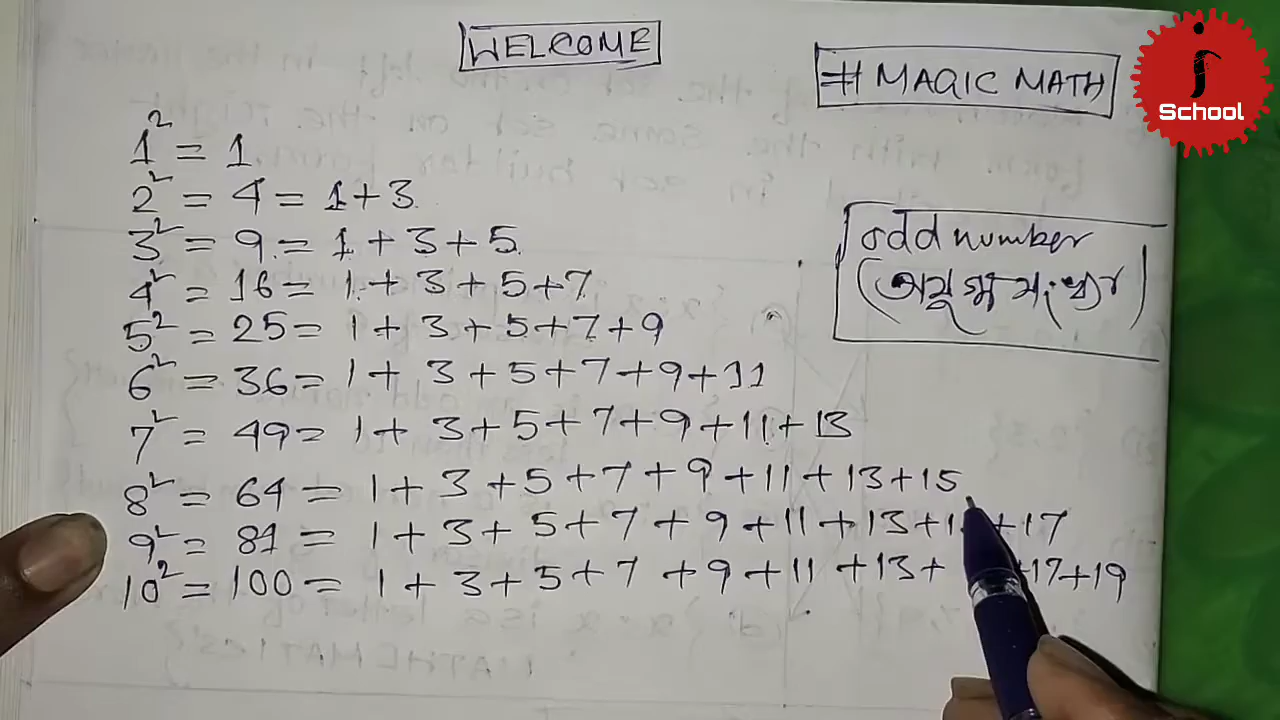 WELCOME
# MAGIC MATH
School
1² = 1
2² = 4 = 1+3
3² = 9 = 1+3+5
4² = 16 = 1+3+5+7
5² = 25 = 1+3+5+7+9
6² = 36 = 1+3+5+7+9+11
7² = 49 = 1+3+5+7+9+11+13
8² = 64 = 1+3+5+7+9+11+13+15
9² = 81 = 1+3+5+7+9+11+13+1 +17
10² = 100 = 1+3+5+7+9+11+13+ +17+19
odd number
(অযুগ্ম সংখ্যা)